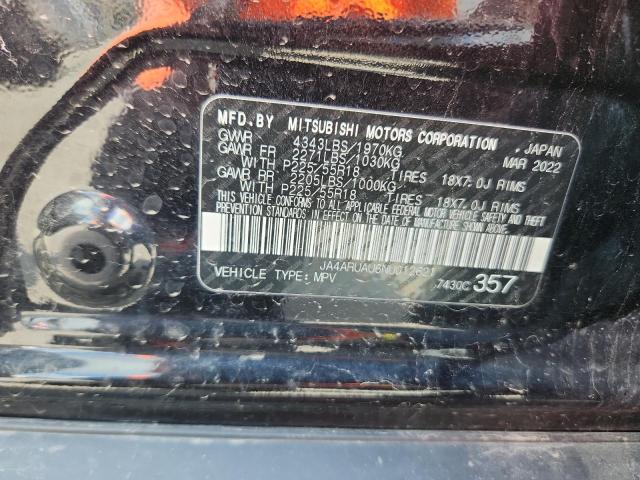 MFD.BY MITSUBISHI MOTORS CORPORATION, JAPAN
GVWR 4343LBS/1970KG MAR 2022
GAWR FR 2271LBS/1030KG
WITH P225/55R18 TIRES 18X7.0J RIMS
GAWR RR 2205LBS/1000KG
WITH P225/55R18 TIRES 18X7.0J RIMS
THIS VEHICLE CONFORMS TO ALL APPLICABLE FEDERAL MOTOR VEHICLE SAFETY AND THEFT
PREVENTION STANDARDS IN EFFECT ON THE DATE OF MANUFACTURE SHOWN ABOVE.
JA4ARUAU6NU012621
VEHICLE TYPE: MPV 7430C 357